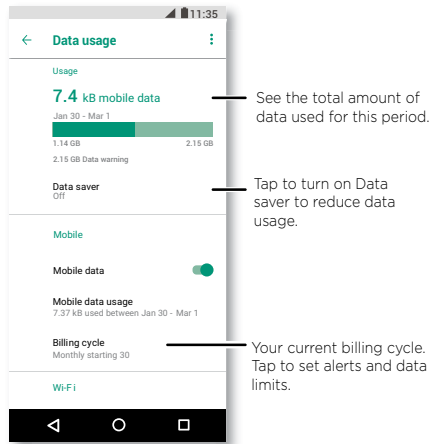 11:35
Data usage
Usage
7.4 kB mobile data
Jan 30 - Mar 1
1.14 GB 2.15 GB
2.15 GB Data warning
Data saver
Off
Mobile
Mobile data
Mobile data usage
7.37 kB used between Jan 30 - Mar 1
Billing cycle
Monthly starting 30
Wi-Fi
See the total amount of
data used for this period.
Tap to turn on Data
saver to reduce data
usage.
Your current billing cycle.
Tap to set alerts and data
limits.